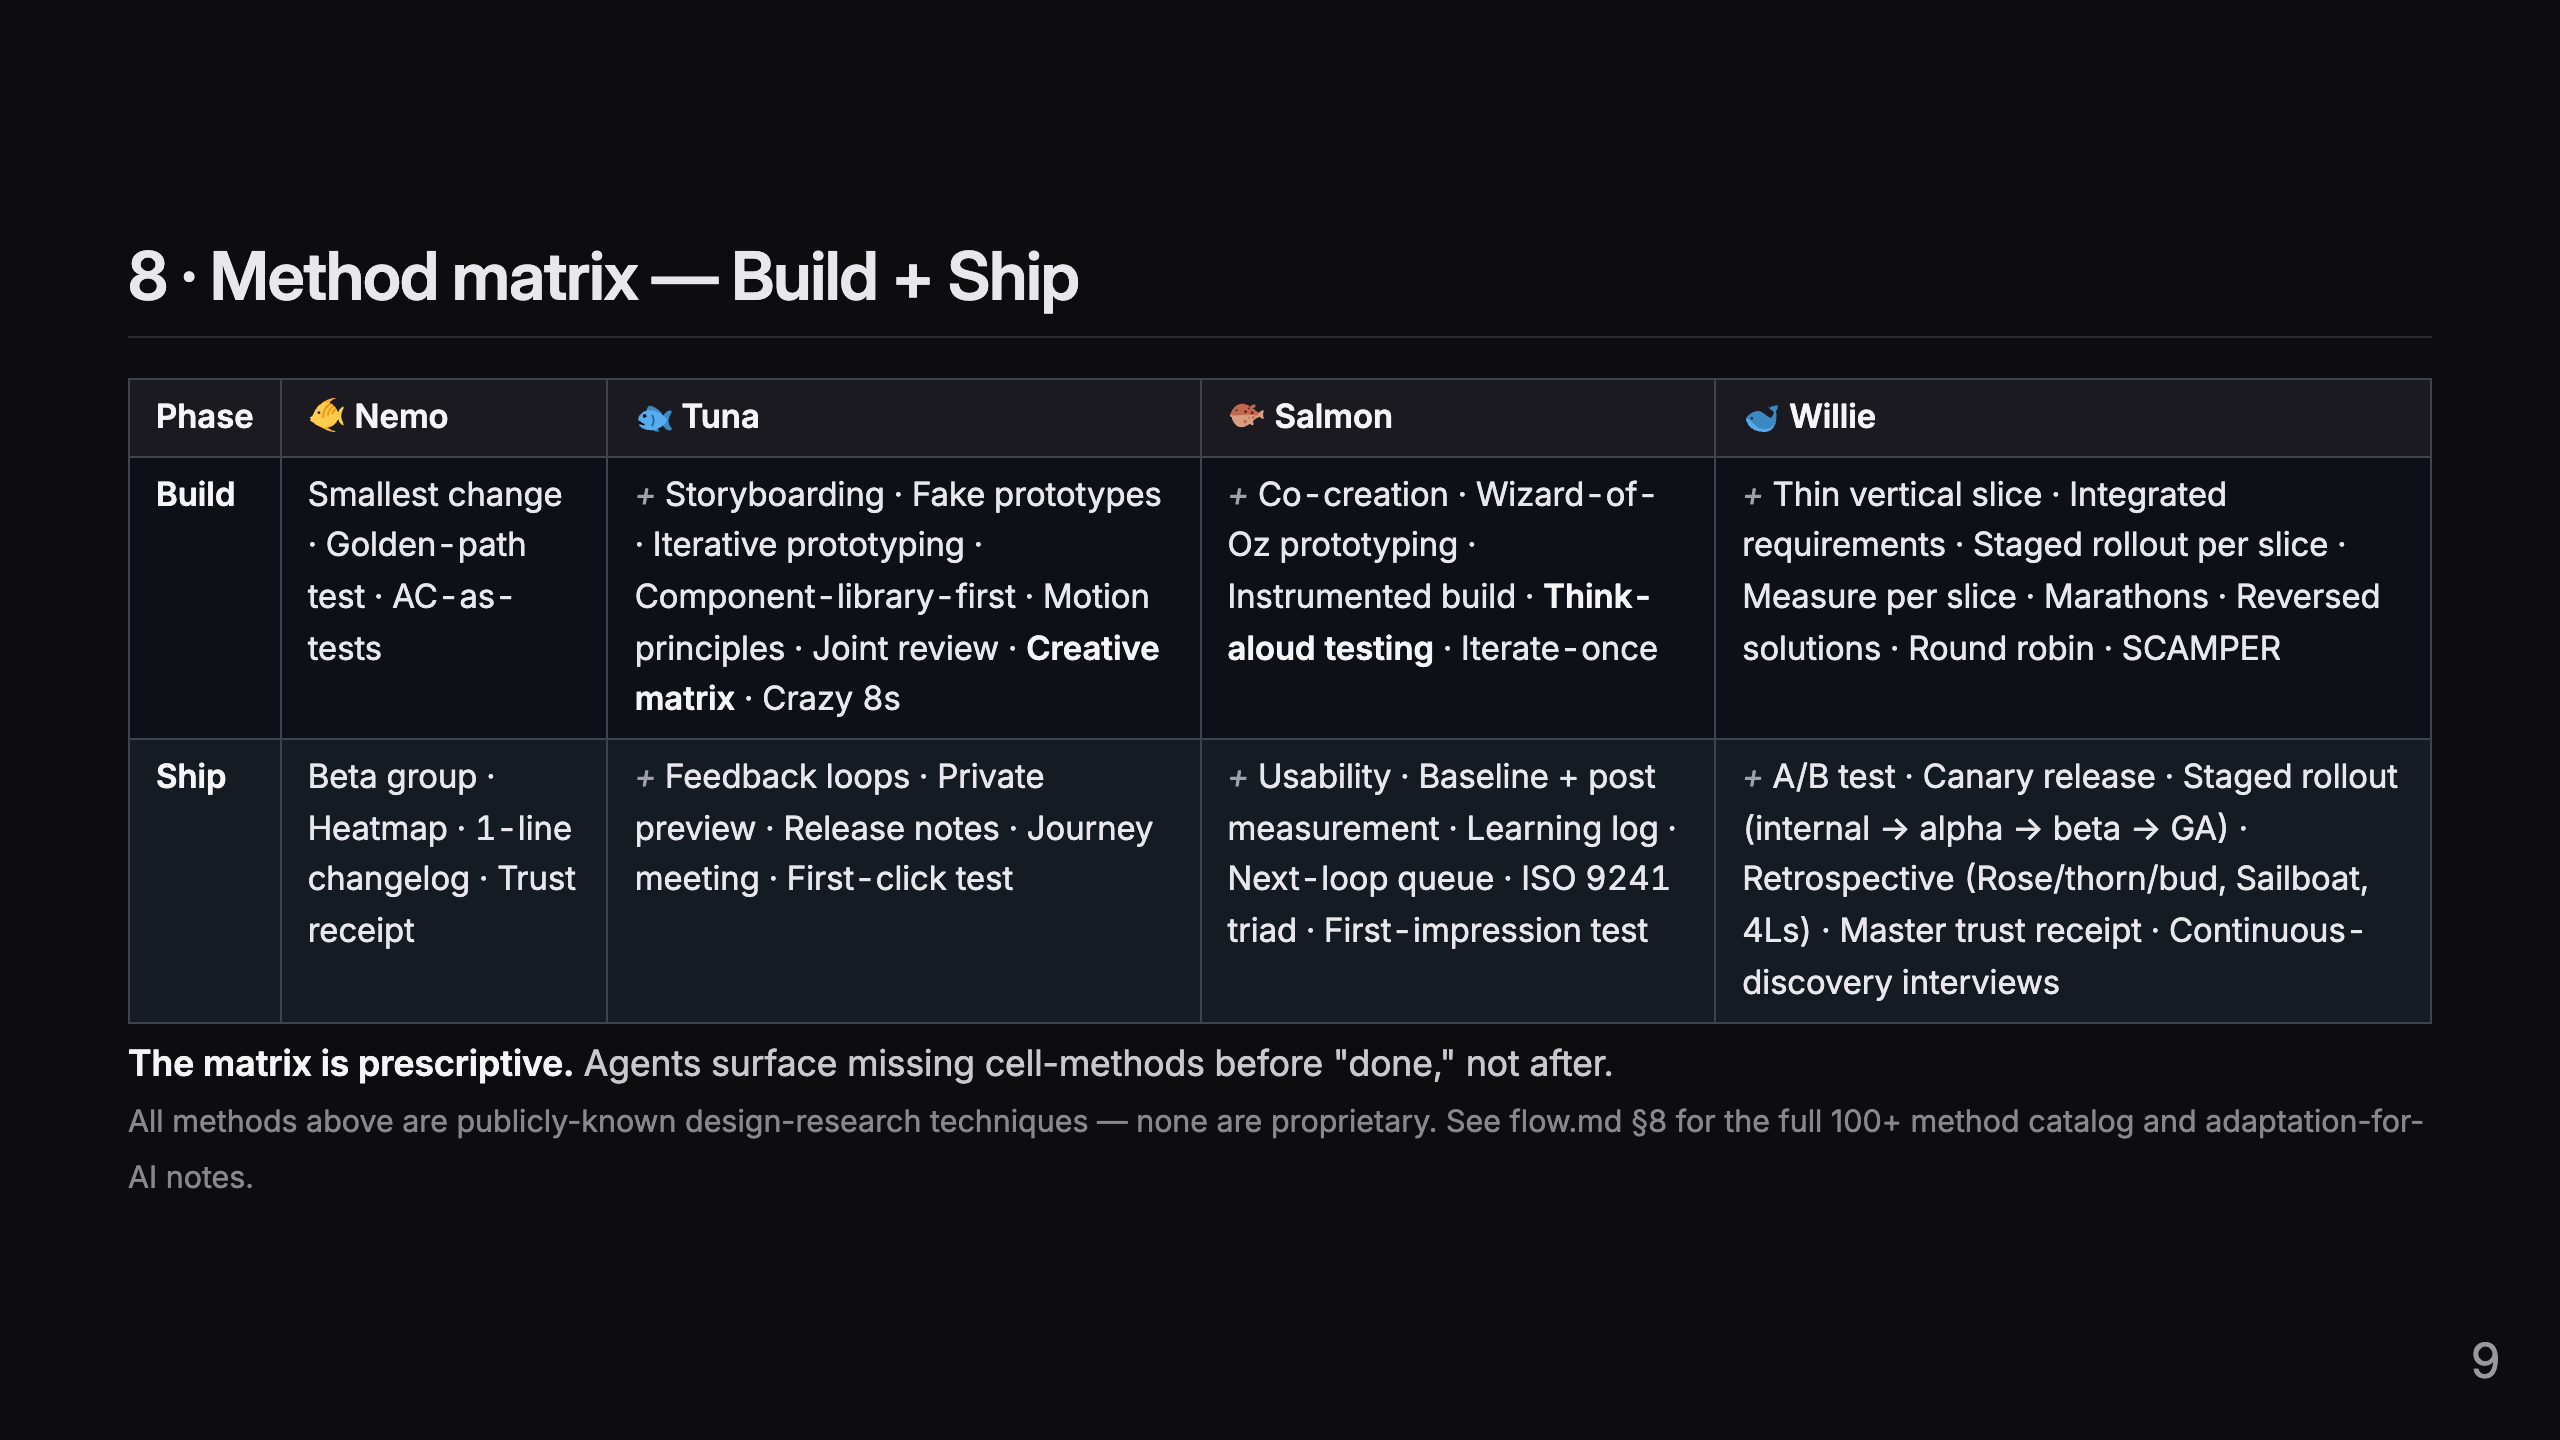 8 · Method matrix — Build + Ship
Phase
🐠 Nemo
🐟 Tuna
🐡 Salmon
🐋 Willie
Build
Smallest change
· Golden-path
test · AC-as-
tests
+ Storyboarding · Fake prototypes
· Iterative prototyping ·
Component-library-first · Motion
principles · Joint review · Creative
matrix · Crazy 8s
+ Co-creation · Wizard-of-
Oz prototyping ·
Instrumented build · Think-
aloud testing · Iterate-once
+ Thin vertical slice · Integrated
requirements · Staged rollout per slice ·
Measure per slice · Marathons · Reversed
solutions · Round robin · SCAMPER
Ship
Beta group ·
Heatmap · 1-line
changelog · Trust
receipt
+ Feedback loops · Private
preview · Release notes · Journey
meeting · First-click test
+ Usability · Baseline + post
measurement · Learning log ·
Next-loop queue · ISO 9241
triad · First-impression test
+ A/B test · Canary release · Staged rollout
(internal → alpha → beta → GA) ·
Retrospective (Rose/thorn/bud, Sailboat,
4Ls) · Master trust receipt · Continuous-
discovery interviews
The matrix is prescriptive. Agents surface missing cell-methods before "done," not after.
All methods above are publicly-known design-research techniques — none are proprietary. See flow.md §8 for the full 100+ method catalog and adaptation-for-
AI notes.
9